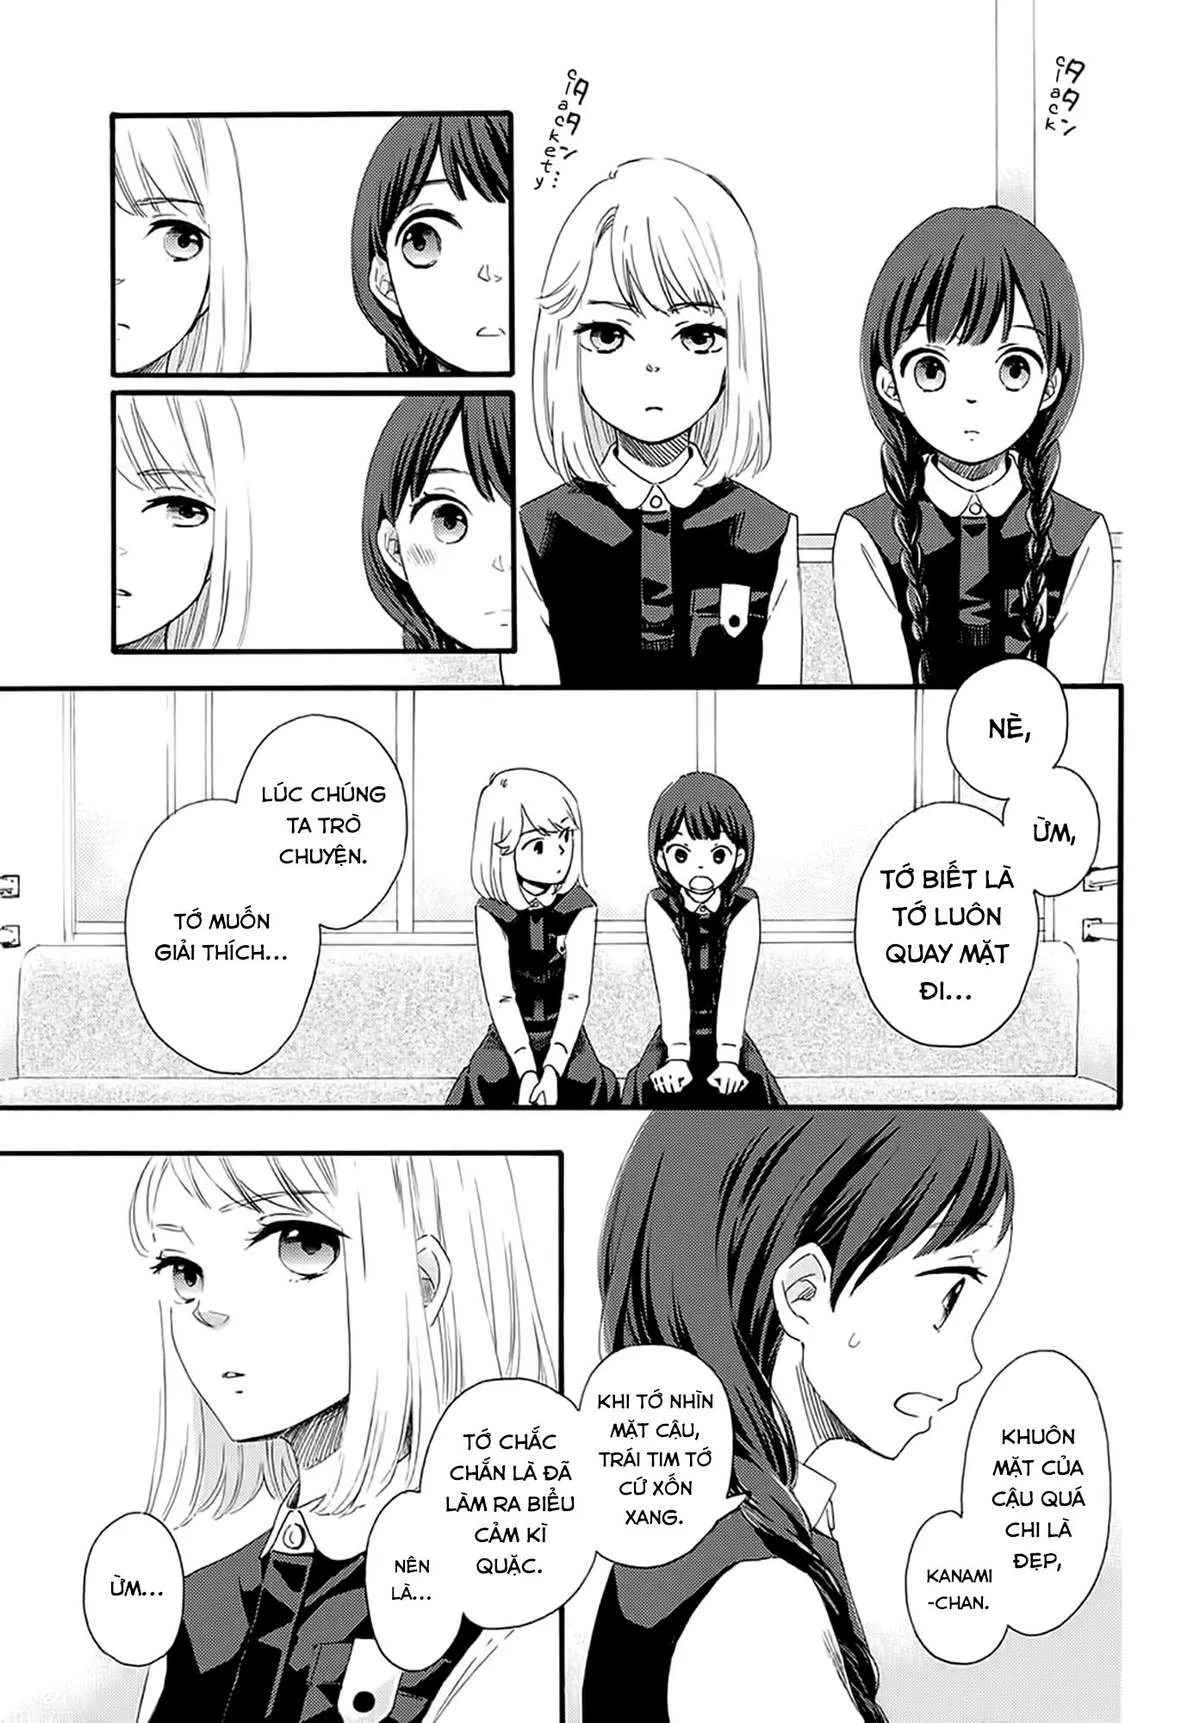 タタン
clack
タタン
clackety...
NÈ,
ỪM,
TỚ BIẾT LÀ
TỚ LUÔN
QUAY MẶT
ĐI...
LÚC CHÚNG
TA TRÒ
CHUYỆN.
TỚ MUỐN
GIẢI THÍCH...
KHUÔN
MẶT CỦA
CẬU QUÁ
CHI LÀ
ĐẸP,
KANAMI
-CHAN.
KHI TỚ NHÌN
MẶT CẬU,
TRÁI TIM TỚ
CỨ XỐN
XANG.
TỚ CHẮC
CHẮN LÀ ĐÃ
LÀM RA BIỂU
CẢM KÌ
QUẶC.
NÊN
LÀ...
ỪM...